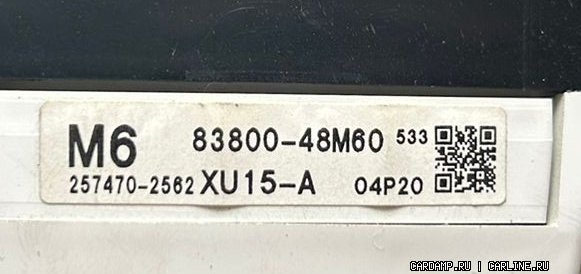 M6 83800-48M60 533
257470-2562 XU15-A 04P20
CARDAMP.RU | CARLINE.RU